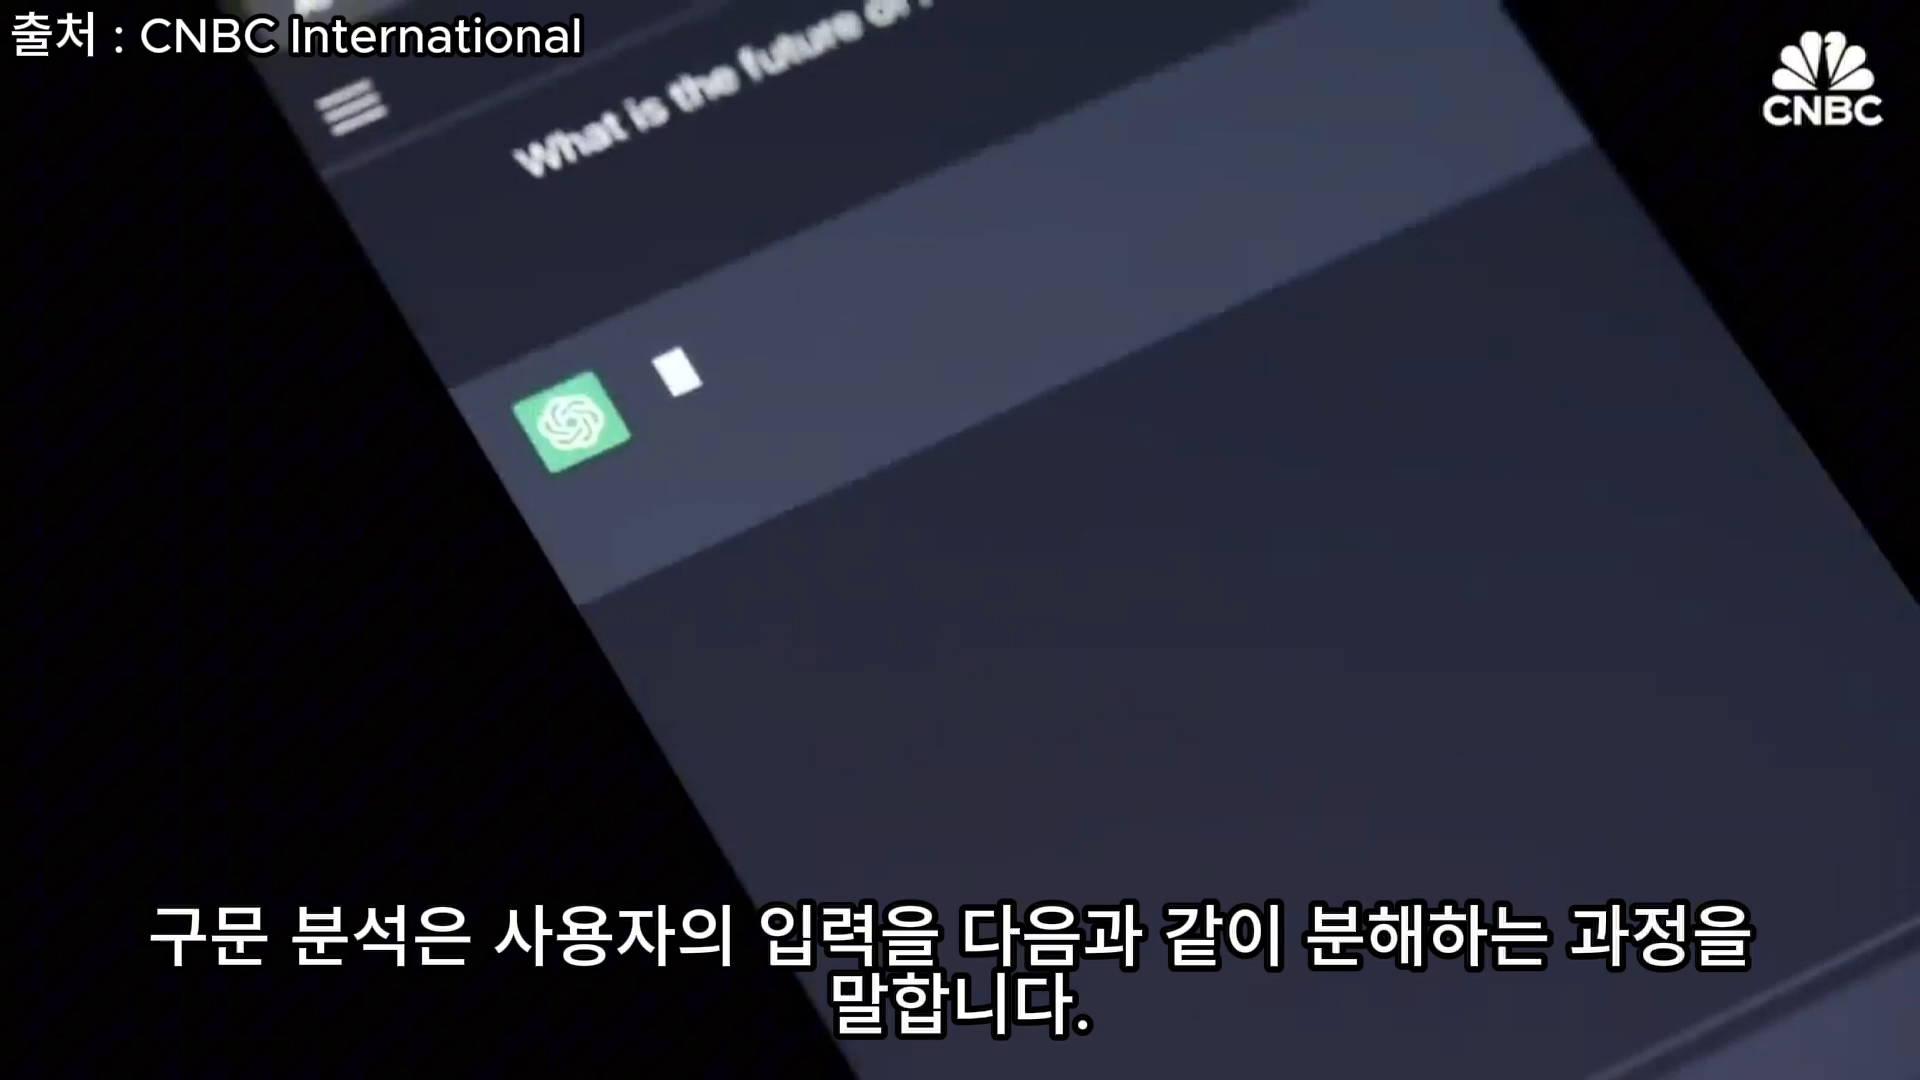 출처 : CNBC International
CNBC
What is the future of
구문 분석은 사용자의 입력을 다음과 같이 분해하는 과정을
말합니다.